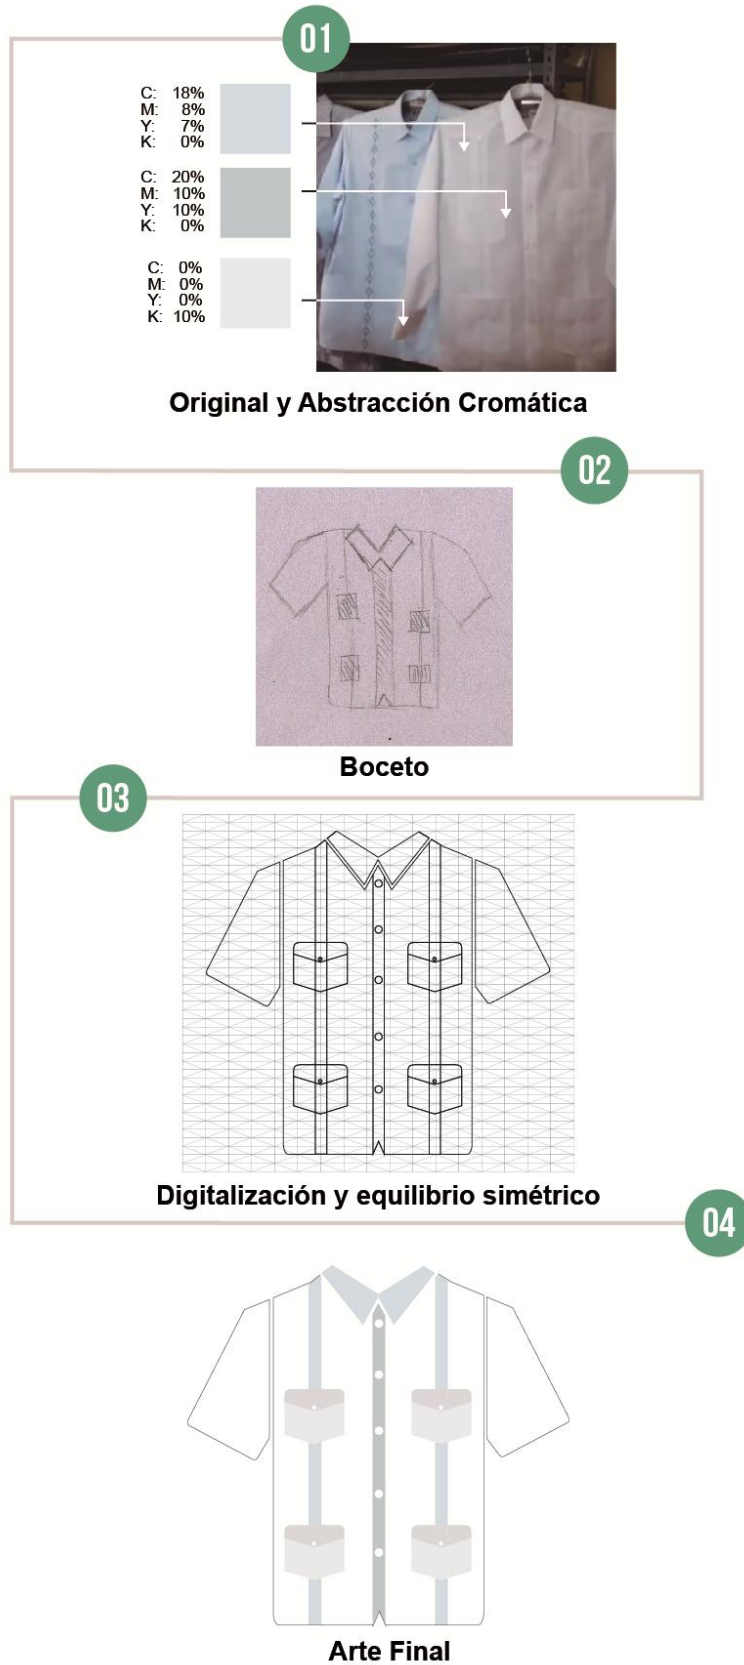 01
C: 18%
M: 8%
Y: 7%
K: 0%
C: 20%
M: 10%
Y: 10%
K: 0%
C: 0%
M: 0%
Y: 0%
K: 10%
Original y Abstracción Cromática
02
Boceto
03
Digitalización y equilibrio simétrico
04
Arte Final